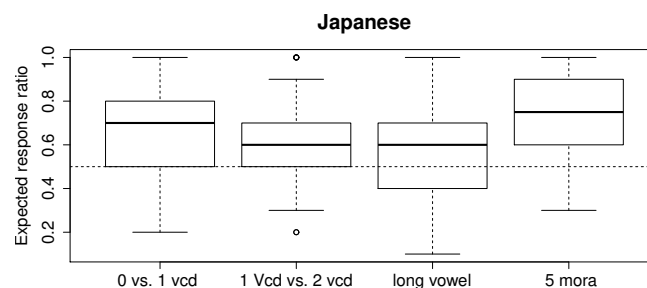 Japanese
Expected response ratio
1.0
0.8
0.6
0.4
0.2
0 vs. 1 vcd 1 Vcd vs. 2 vcd long vowel 5 mora